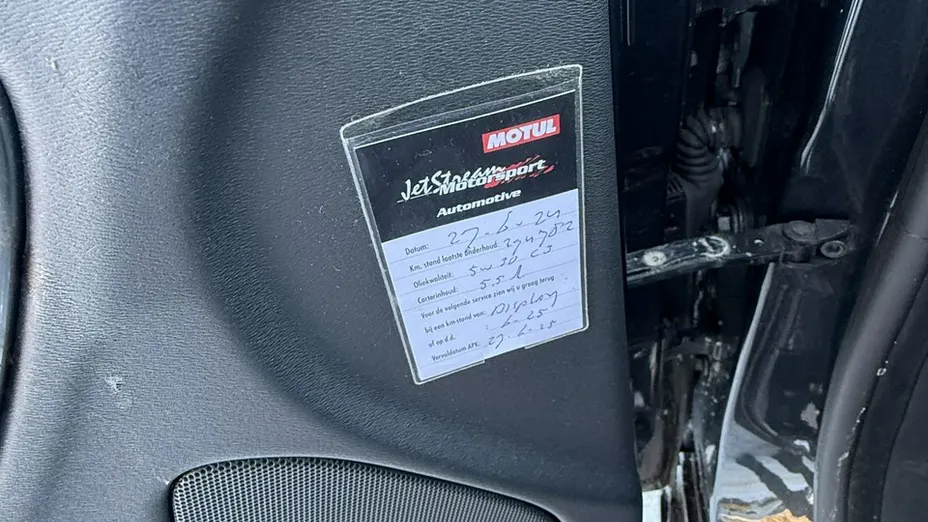 MOTUL
JetStream
Motorsport
Automotive
Datum: 27-6-24
Km. stand laatste onderhoud: 294782
Oliekwaliteit: 5w30 C3
Carterinhoud: 5.5 l
Voor de volgende service zien wij u graag terug
bij een km-stand van: Display
of op d.d. 6-25
Vervaldatum APK: 27-6-25